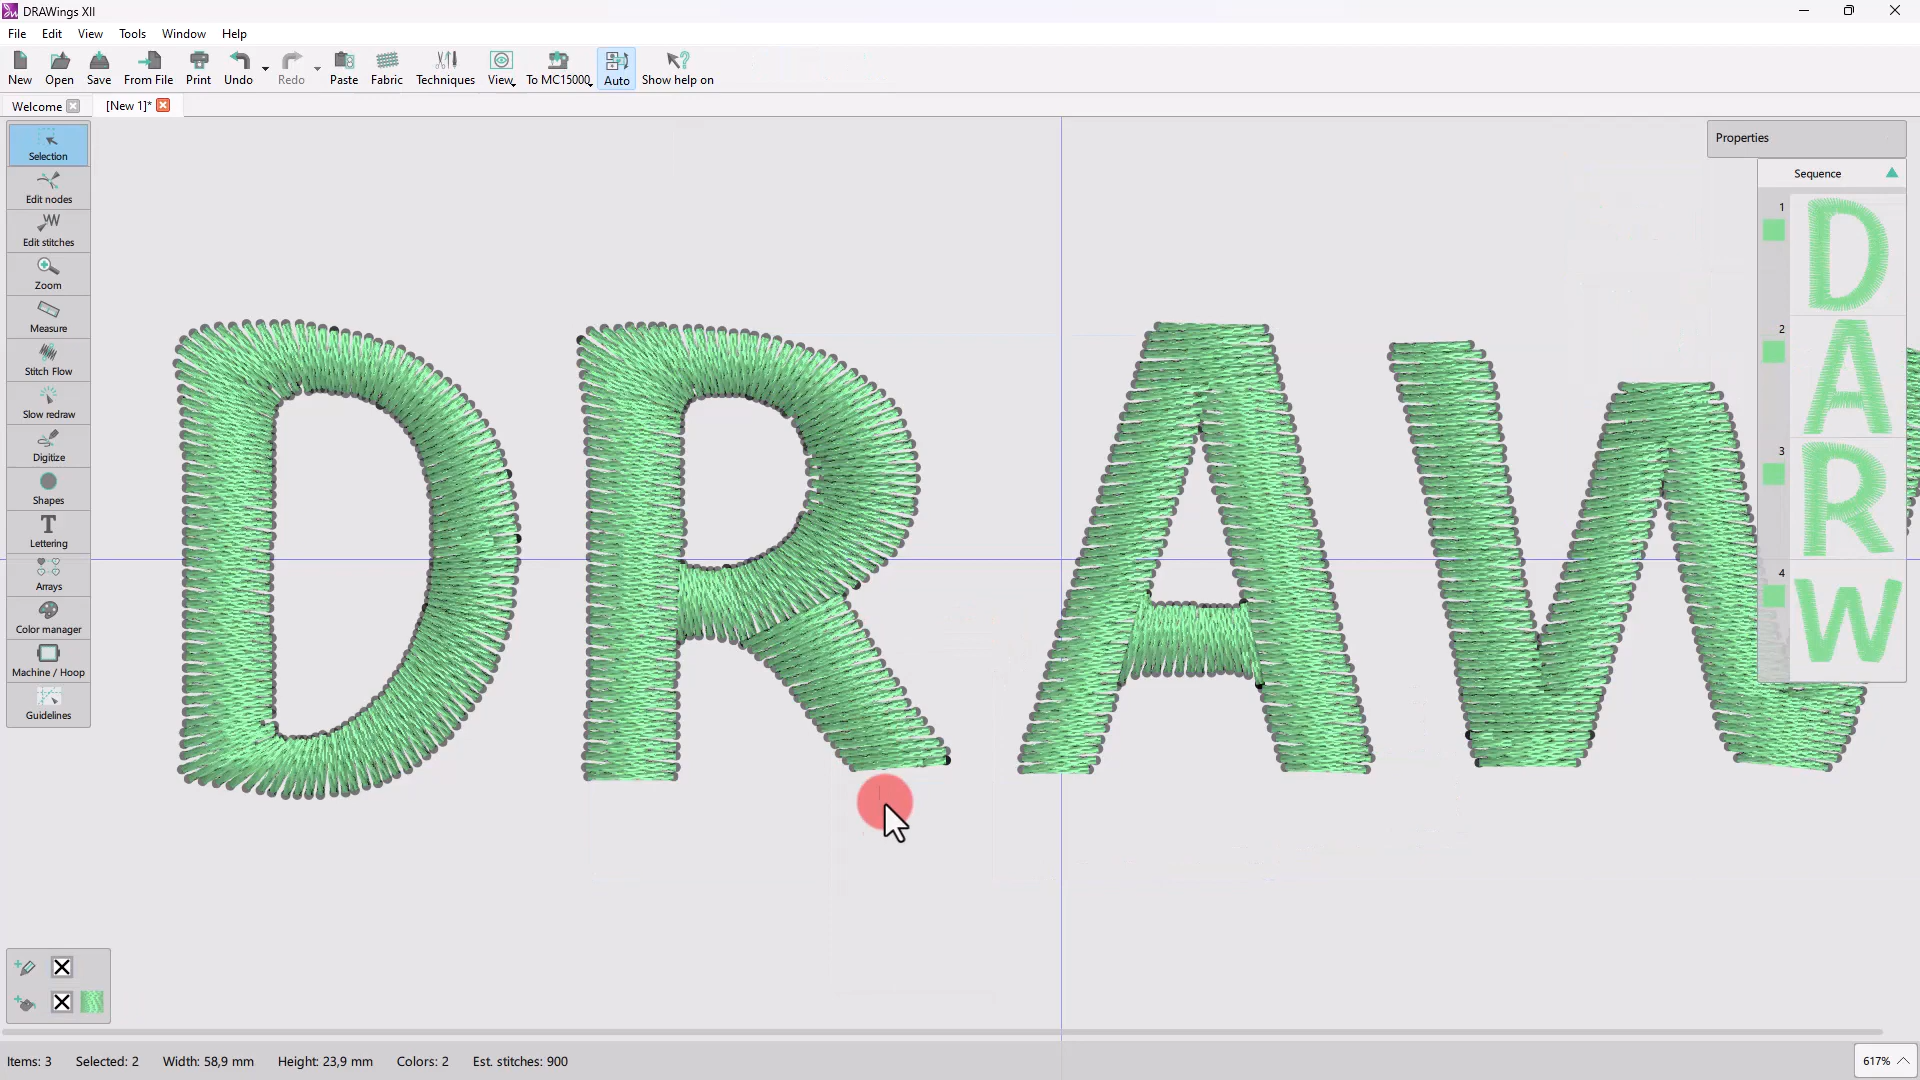 DRAWings XII
File Edit View Tools Window Help
New Open Save From File Print Undo Redo Paste Fabric Techniques View To MC15000 Auto Show help on
Welcome [New 1]*
Selection
Edit nodes
Edit stitches
Zoom
Measure
Stitch Flow
Slow redraw
Digitize
Shapes
Lettering
Arrays
Color manager
Machine / Hoop
Guidelines
DRAW
Properties
Sequence
1
D
2
A
3
R
4
W
Items: 3 Selected: 2 Width: 58,9 mm Height: 23,9 mm Colors: 2 Est. stitches: 900
617%